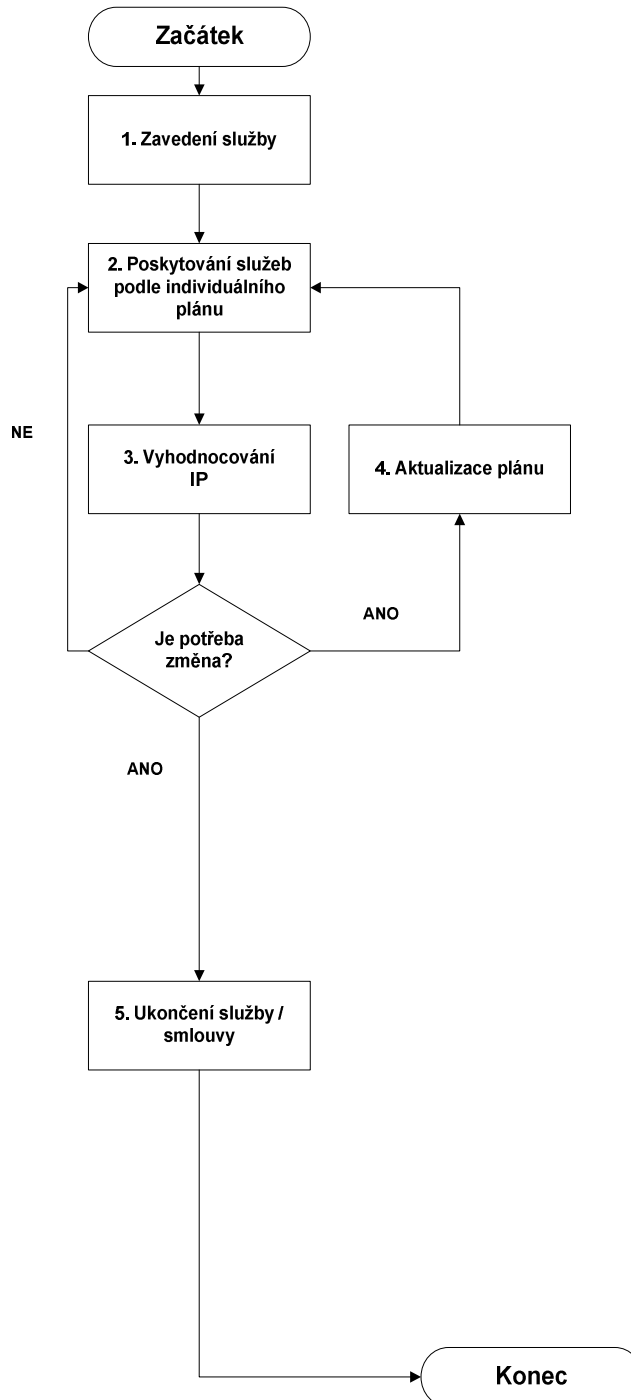 Začátek
1. Zavedení služby
2. Poskytování služeb
podle individuálního
plánu
NE
3. Vyhodnocování
IP
4. Aktualizace plánu
Je potřeba
změna?
ANO
ANO
5. Ukončení služby /
smlouvy
Konec